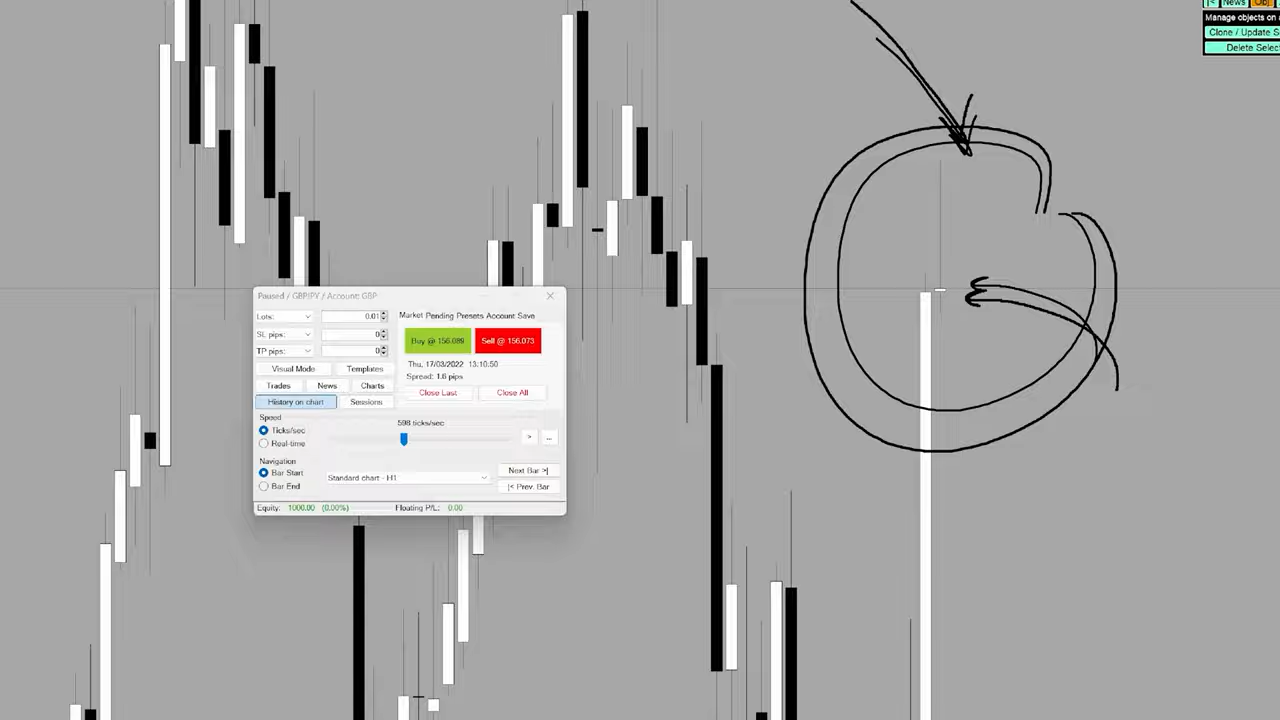 |< News Obj
Manage objects on
Clone / Update S
Delete Select
Paused / GBPJPY / Account: GBP
Lots: 0.01
SL pips: 0
TP pips: 0
Market Pending Presets Account Save
Buy @ 156.089 Sell @ 156.073
Thu, 17/03/2022 13:10:50
Spread: 1.6 pips
Visual Mode Templates
Trades News Charts
Close Last Close All
History on chart Sessions
Speed
598 ticks/sec
Ticks/sec
> ...
Real-time
Navigation
Bar Start
Standard chart - H1
Next Bar >|
Bar End
|< Prev. Bar
Equity: 1000.00 (0.00%) Floating P/L: 0.00